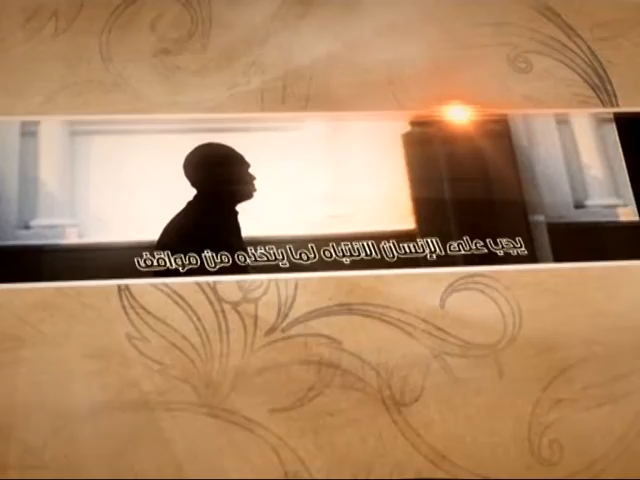 يجب على الإنسان الانتباه لما يتخذه من مواقف